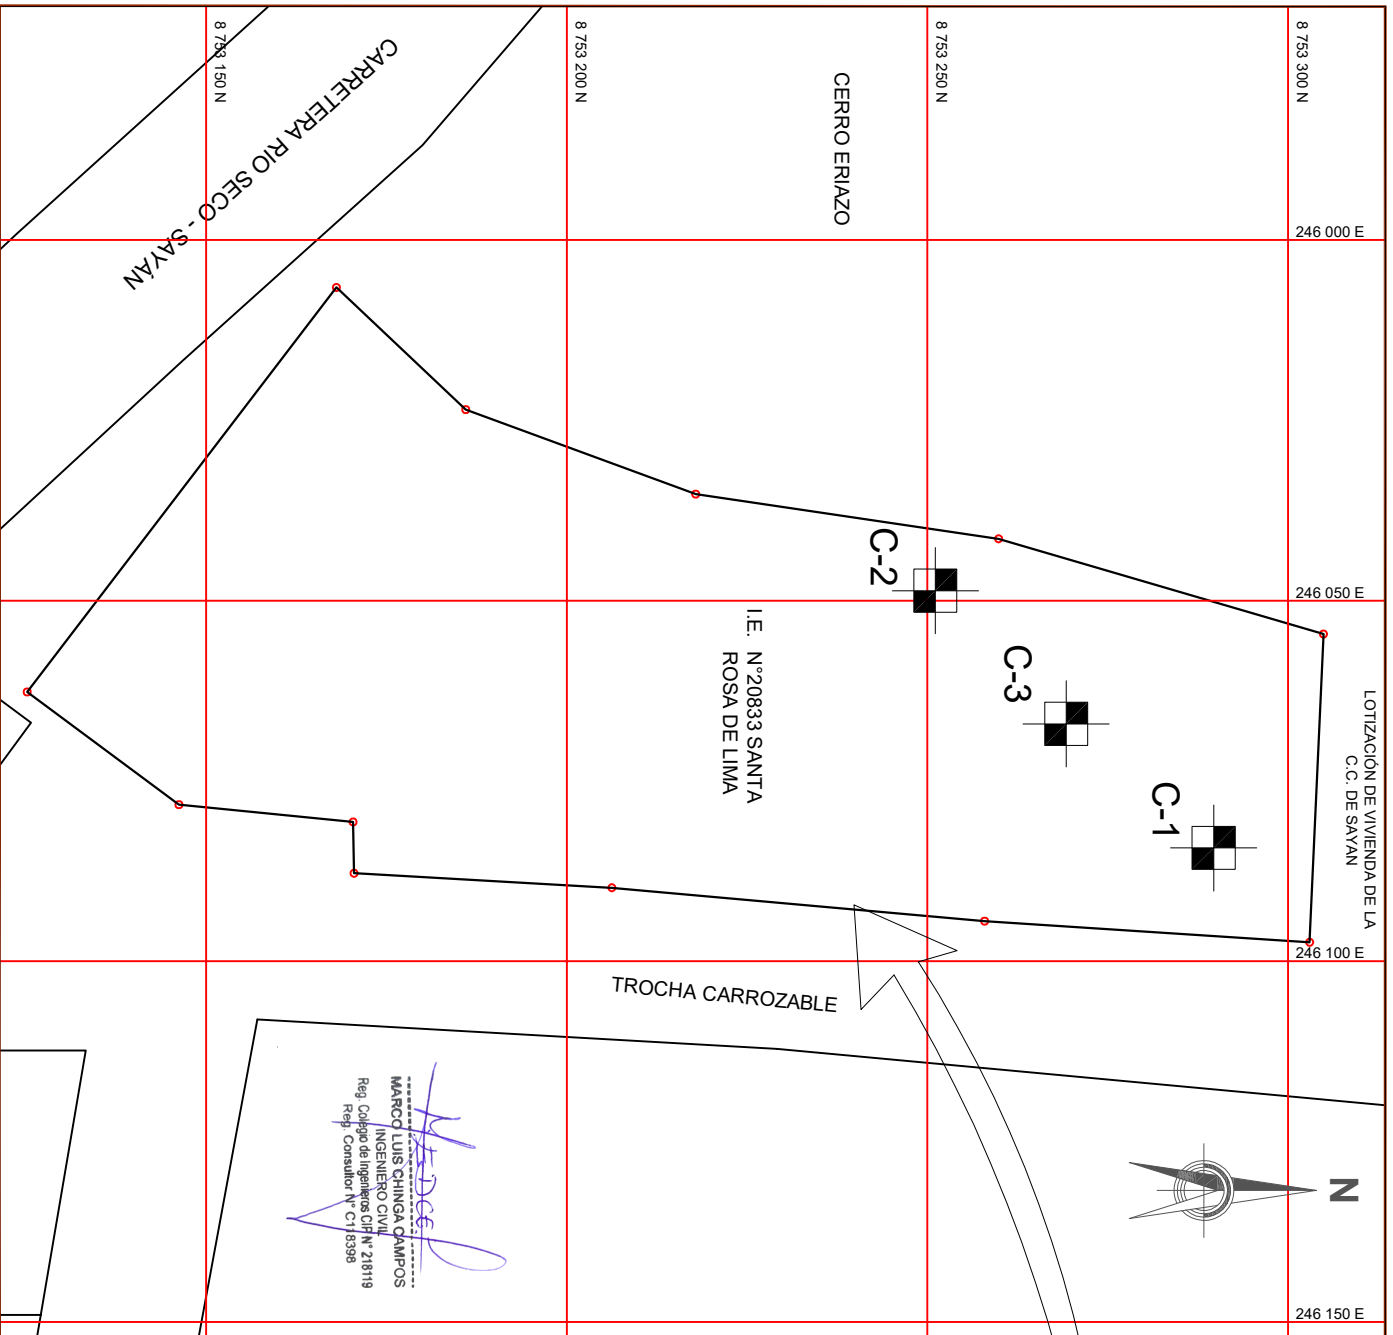 8 753 150 N
8 753 200 N
8 753 250 N
8 753 300 N
CARRETERA RIO SECO - SAYÁN
CERRO ERIAZO
246 000 E
C-2
246 050 E
I.E. N°20833 SANTA
ROSA DE LIMA
C-3
C-1
LOTIZACIÓN DE VIVIENDA DE LA
C.C. DE SAYAN
246 100 E
TROCHA CARROZABLE
MARCO LUIS CHINGA CAMPOS
INGENIERO CIVIL
Reg. Colegio de Ingenieros CIP N° 218119
Reg. Consultor N° C118398
N
246 150 E